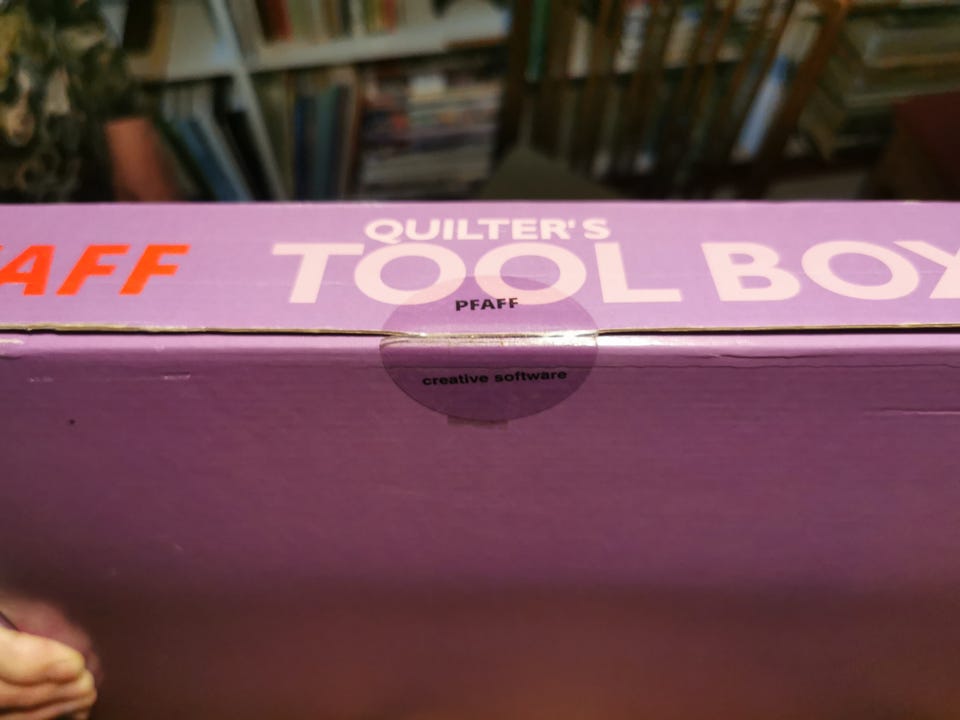 AFF
QUILTER'S
TOOL BOX
PFAFF
creative software